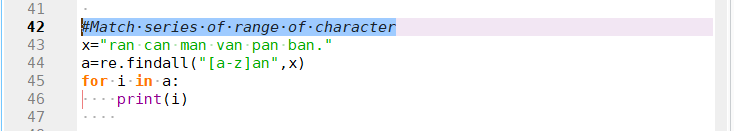 41
42 #Match series of range of character
43 x="ran can man van pan ban."
44 a=re.findall("[a-z]an",x)
45 for i in a:
46     print(i)
47